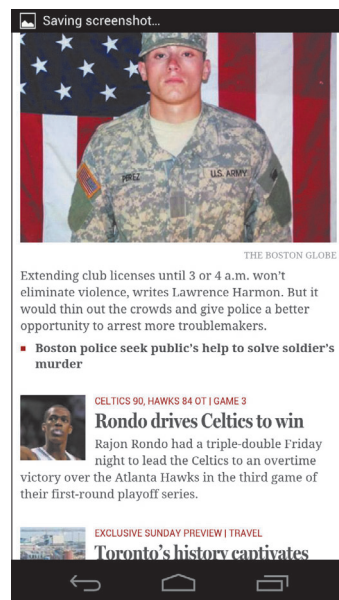 Saving screenshot...
PEREZ
U.S. ARMY
THE BOSTON GLOBE
Extending club licenses until 3 or 4 a.m. won't
eliminate violence, writes Lawrence Harmon. But it
would thin out the crowds and give police a better
opportunity to arrest more troublemakers.
Boston police seek public's help to solve soldier's
murder
CELTICS 90, HAWKS 84 OT | GAME 3
Rondo drives Celtics to win
Rajon Rondo had a triple-double Friday
night to lead the Celtics to an overtime
victory over the Atlanta Hawks in the third game of
their first-round playoff series.
EXCLUSIVE SUNDAY PREVIEW | TRAVEL
Toronto's history captivates